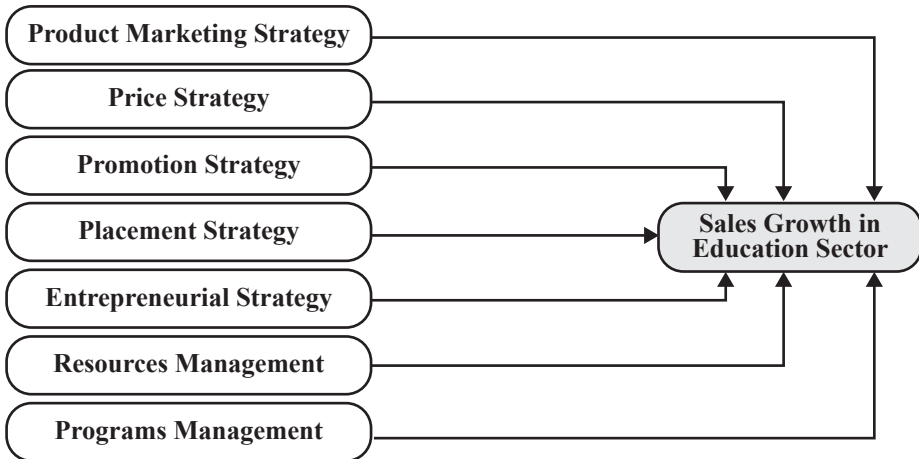 Product Marketing Strategy
Price Strategy
Promotion Strategy
Placement Strategy
Entrepreneurial Strategy
Resources Management
Programs Management
Sales Growth in
Education Sector